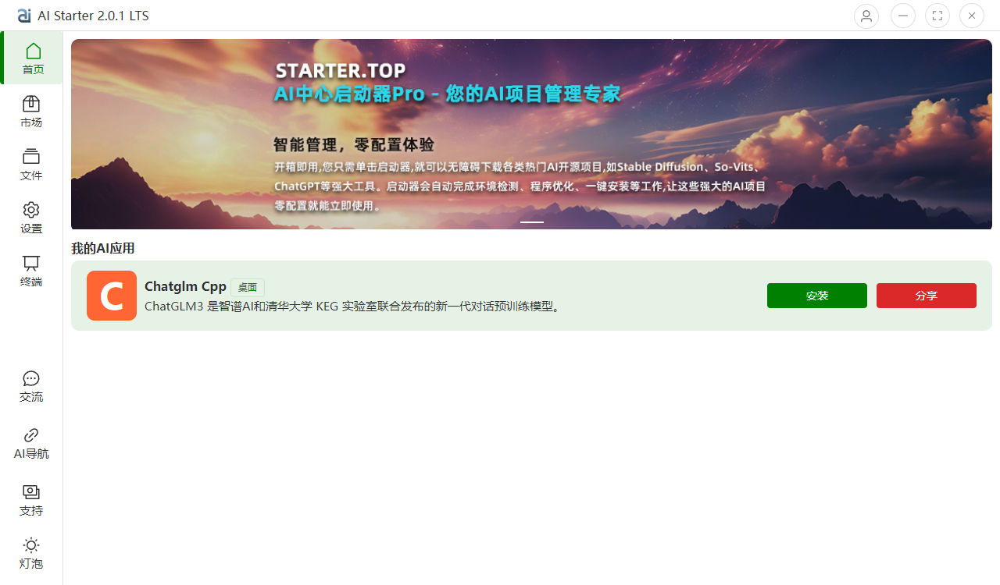 ai AI Starter 2.0.1 LTS
首页
市场
文件
设置
终端
交流
AI导航
支持
灯泡
STARTER.TOP
AI中心启动器Pro - 您的AI项目管理专家
智能管理，零配置体验
开箱即用,您只需单击启动器,就可以无障碍下载各类热门AI开源项目,如Stable Diffusion、So-Vits、
ChatGPT等强大工具。启动器会自动完成环境检测、程序优化、一键安装等工作,让这些强大的AI项目
零配置就能立即使用。
我的AI应用
C
Chatglm Cpp 桌面
ChatGLM3 是智谱AI和清华大学 KEG 实验室联合发布的新一代对话预训练模型。
安装 分享